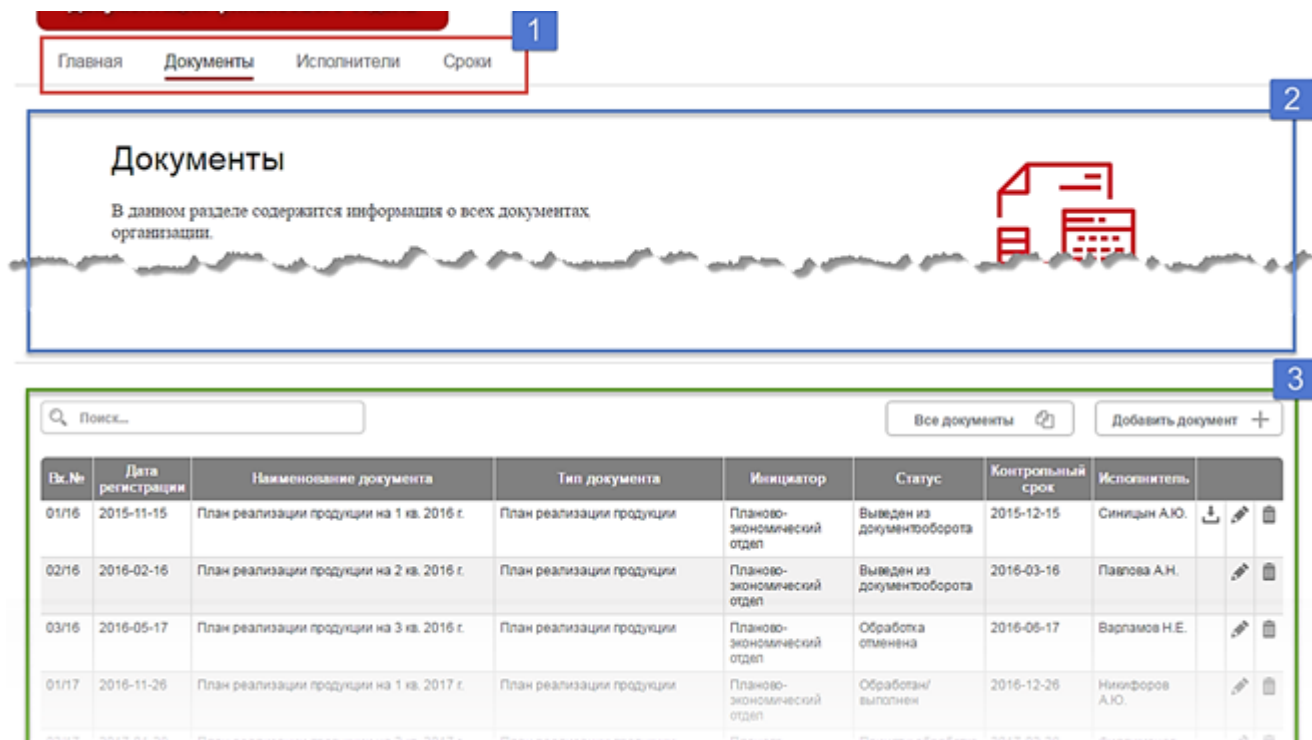 1
Главная Документы Исполнители Сроки
2
Документы
В данном разделе содержится информация о всех документах
организации.
3
Поиск... Все документы Добавить документ
Вх.№ Дата регистрации Наименование документа Тип документа Инициатор Статус Контрольный срок Исполнитель
01/16 2015-11-15 План реализации продукции на 1 кв. 2016 г. План реализации продукции Планово-экономический отдел Выведен из документооборота 2015-12-15 Синицын А.Ю.
02/16 2016-02-16 План реализации продукции на 2 кв. 2016 г. План реализации продукции Планово-экономический отдел Выведен из документооборота 2016-03-16 Павлова А.Н.
03/16 2016-05-17 План реализации продукции на 3 кв. 2016 г. План реализации продукции Планово-экономический отдел Обработка отменена 2016-06-17 Варламов Н.Е.
01/17 2016-11-26 План реализации продукции на 1 кв. 2017 г. План реализации продукции Планово-экономический отдел Обработан/выполнен 2016-12-26 Никифоров А.Ю.